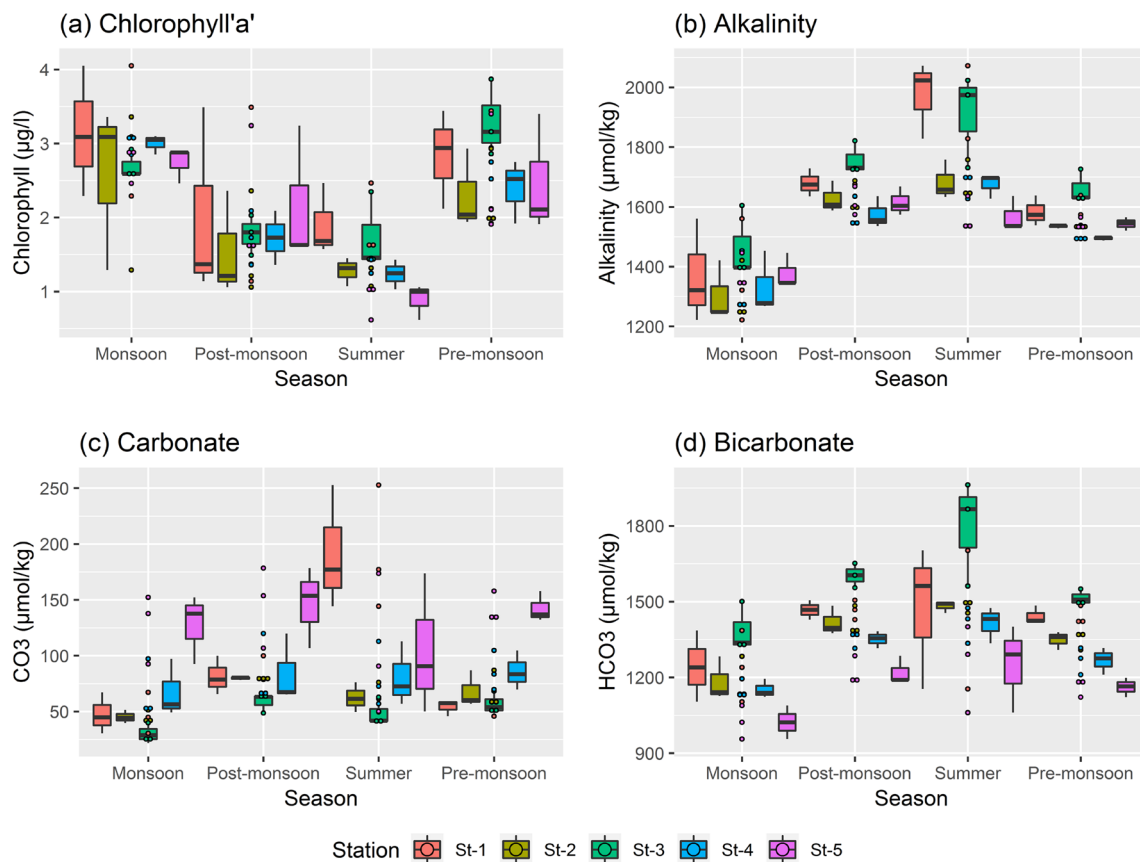 (a) Chlorophyll'a'
Chlorophyll (µg/l)
4
3
2
1
Monsoon Post-monsoon Summer Pre-monsoon
Season
(b) Alkalinity
Alkalinity (µmol/kg)
2000
1800
1600
1400
1200
Monsoon Post-monsoon Summer Pre-monsoon
Season
(c) Carbonate
CO3 (µmol/kg)
250
200
150
100
50
Monsoon Post-monsoon Summer Pre-monsoon
Season
(d) Bicarbonate
HCO3 (µmol/kg)
1800
1500
1200
900
Monsoon Post-monsoon Summer Pre-monsoon
Season
Station St-1 St-2 St-3 St-4 St-5